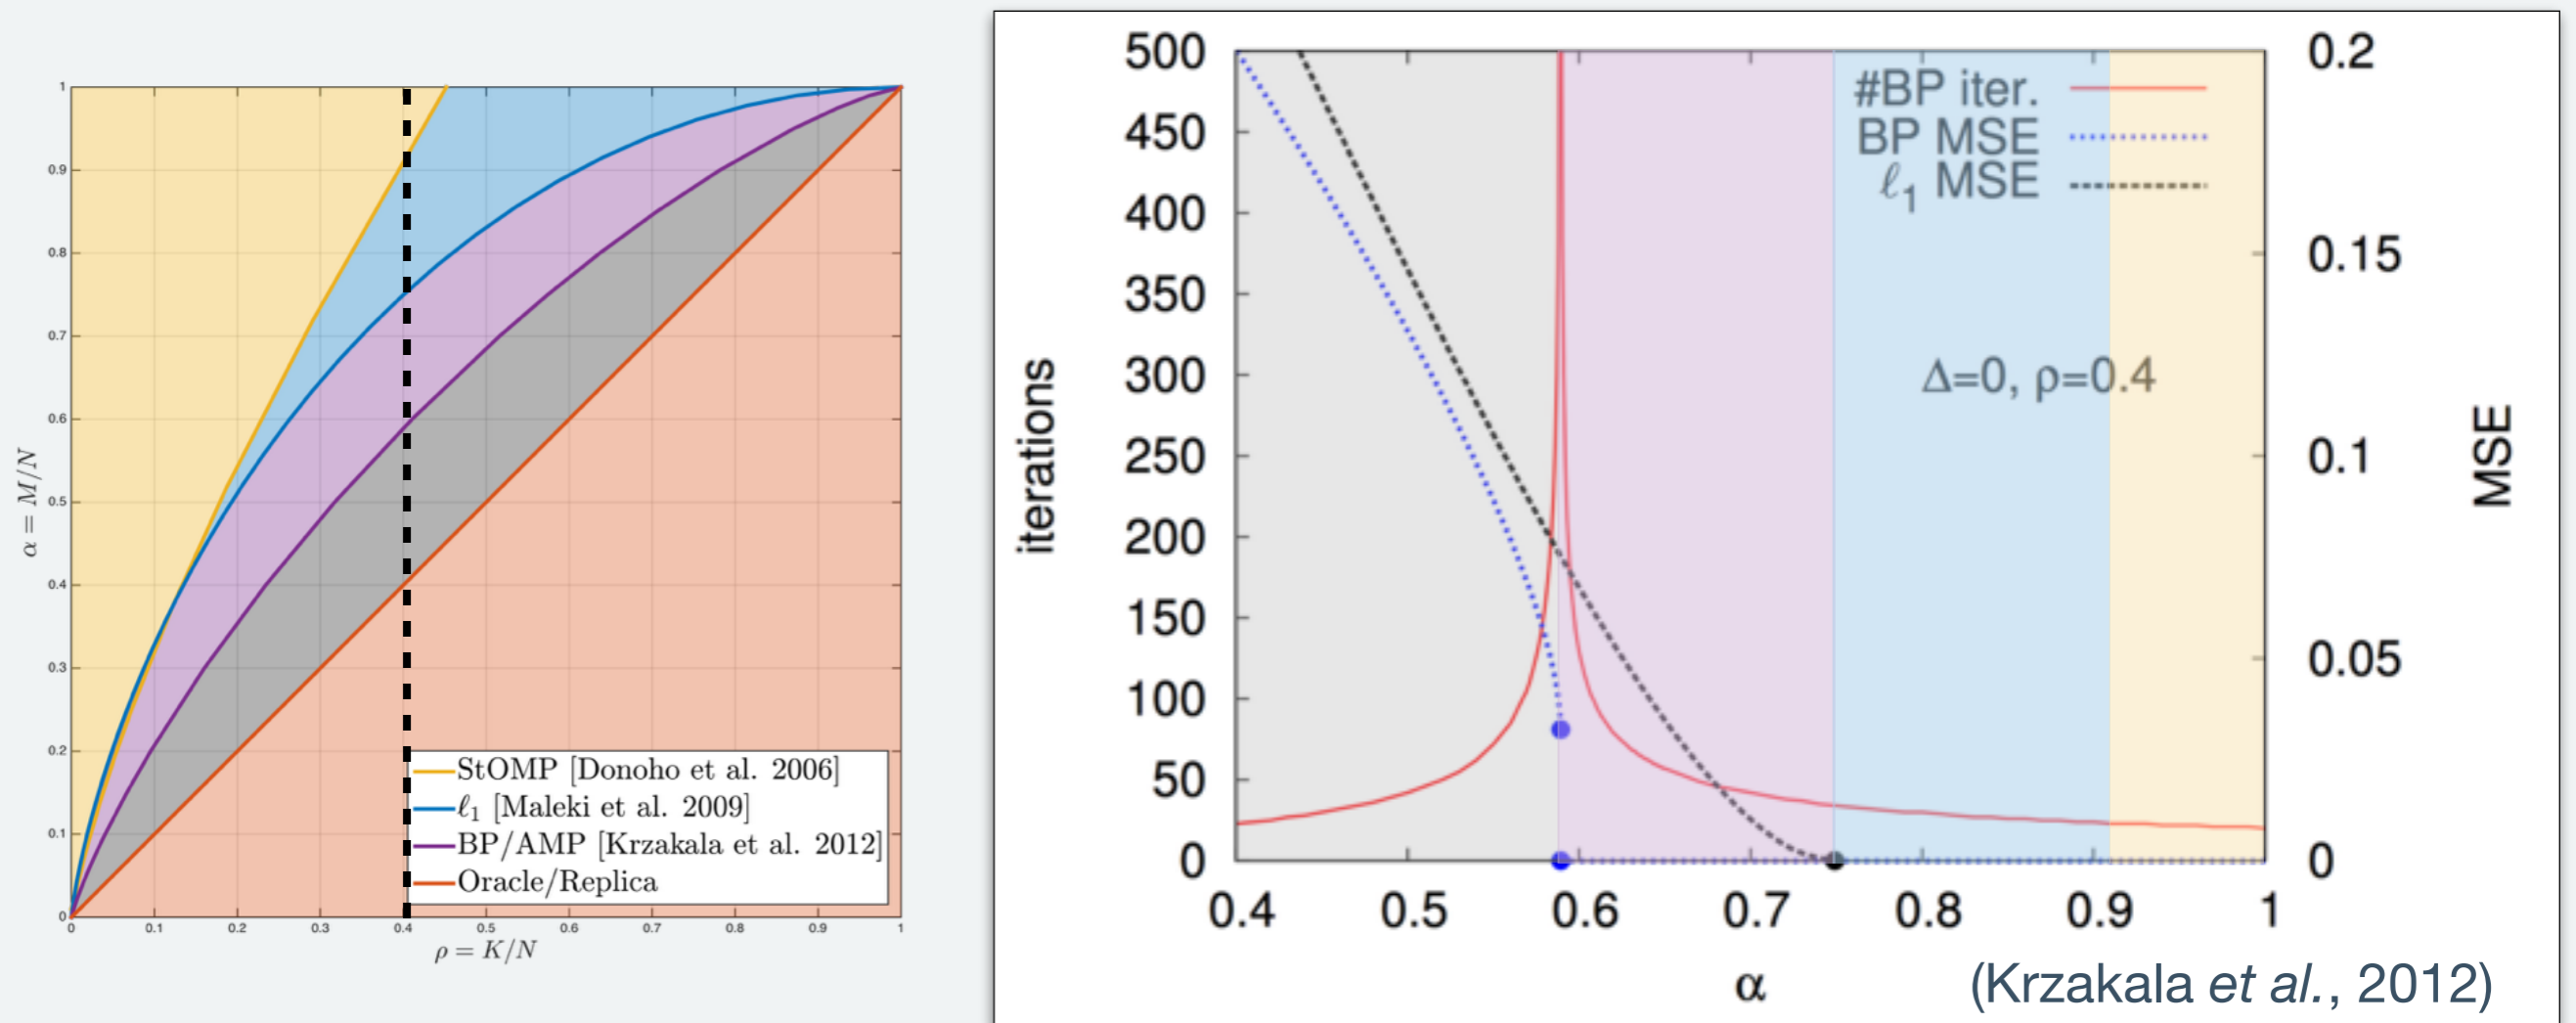 1
0.9
0.8
0.7
0.6
0.5
0.4
0.3
0.2
0.1
0
α = M/N
0 0.1 0.2 0.3 0.4 0.5 0.6 0.7 0.8 0.9 1
ρ = K/N
StOMP [Donoho et al. 2006]
ℓ₁ [Maleki et al. 2009]
BP/AMP [Krzakala et al. 2012]
Oracle/Replica
500
450
400
350
300
250
200
150
100
50
0
iterations
#BP iter.
BP MSE
ℓ₁ MSE
Δ=0, ρ=0.4
0.2
0.15
0.1
0.05
0
MSE
0.4 0.5 0.6 0.7 0.8 0.9 1
α
(Krzakala et al., 2012)